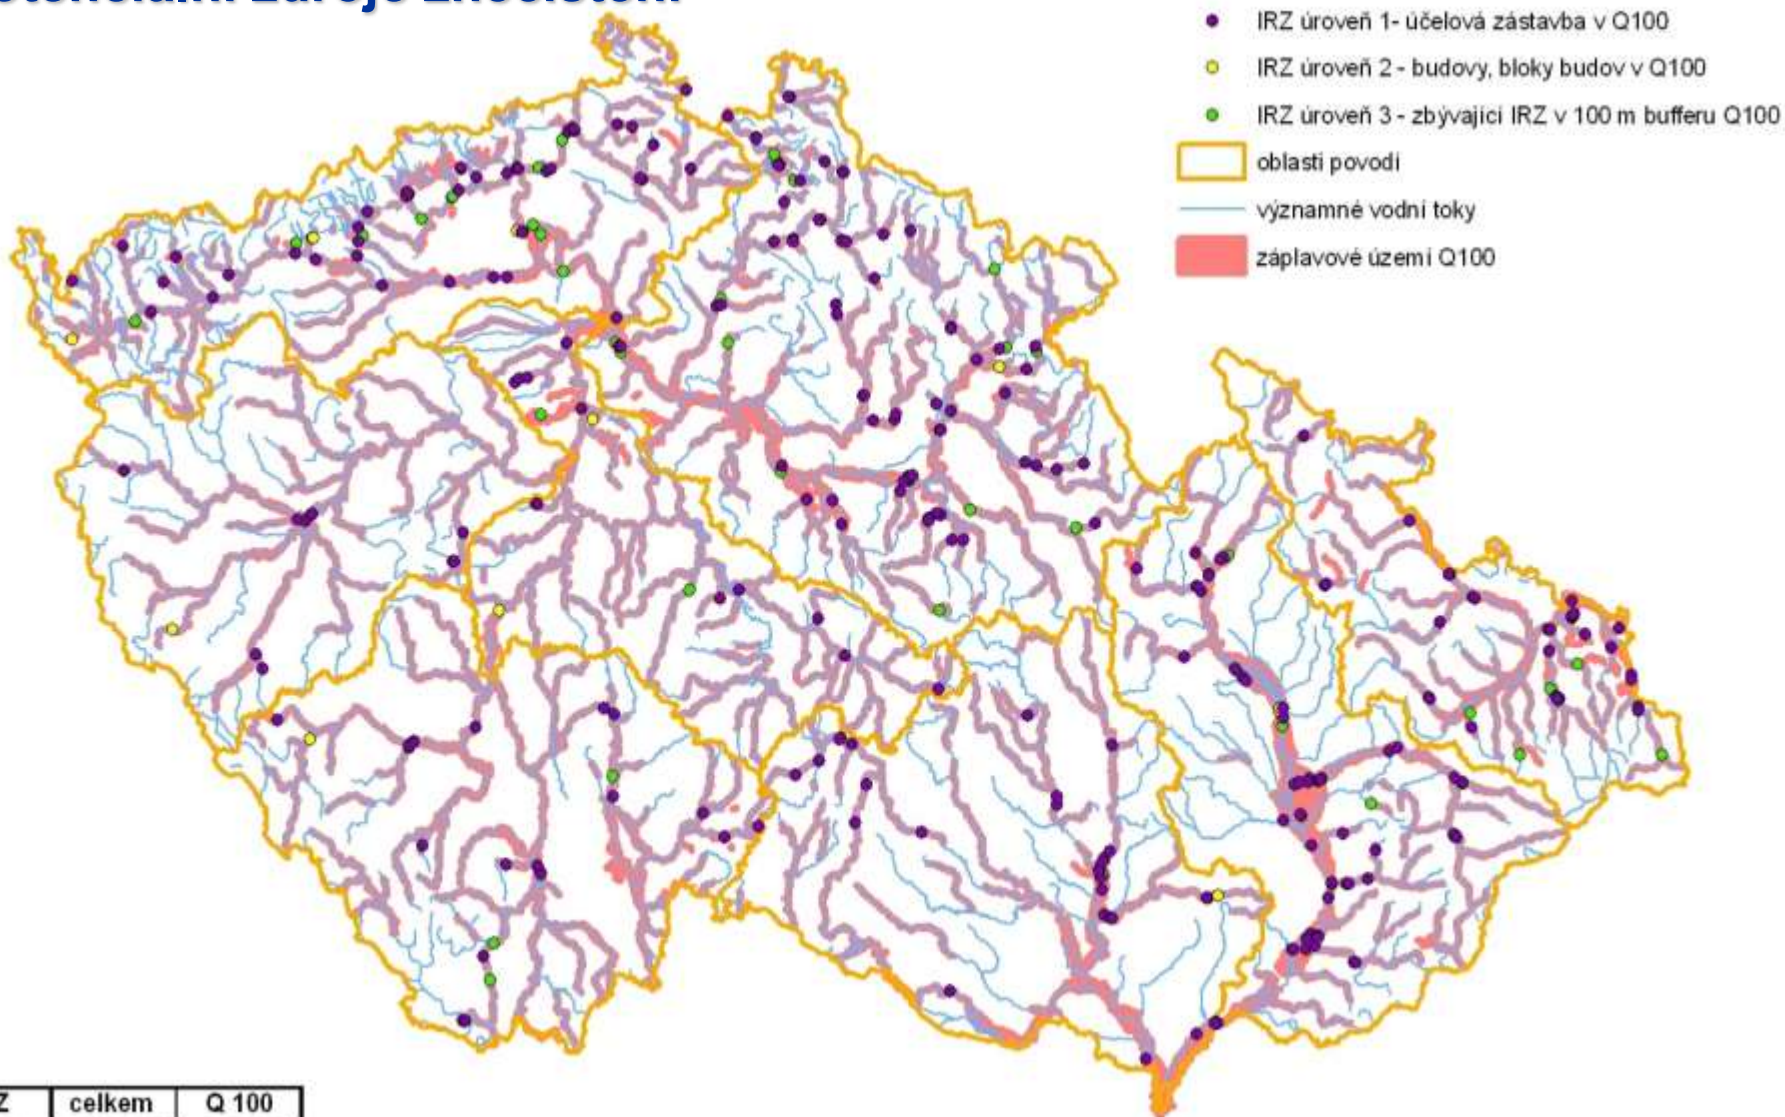 IRZ úroveň 1- účelová zástavba v Q100
IRZ úroveň 2 - budovy, bloky budov v Q100
IRZ úroveň 3 - zbývající IRZ v 100 m bufferu Q100
oblasti povodí
významné vodní toky
záplavové území Q100
celkem Q 100